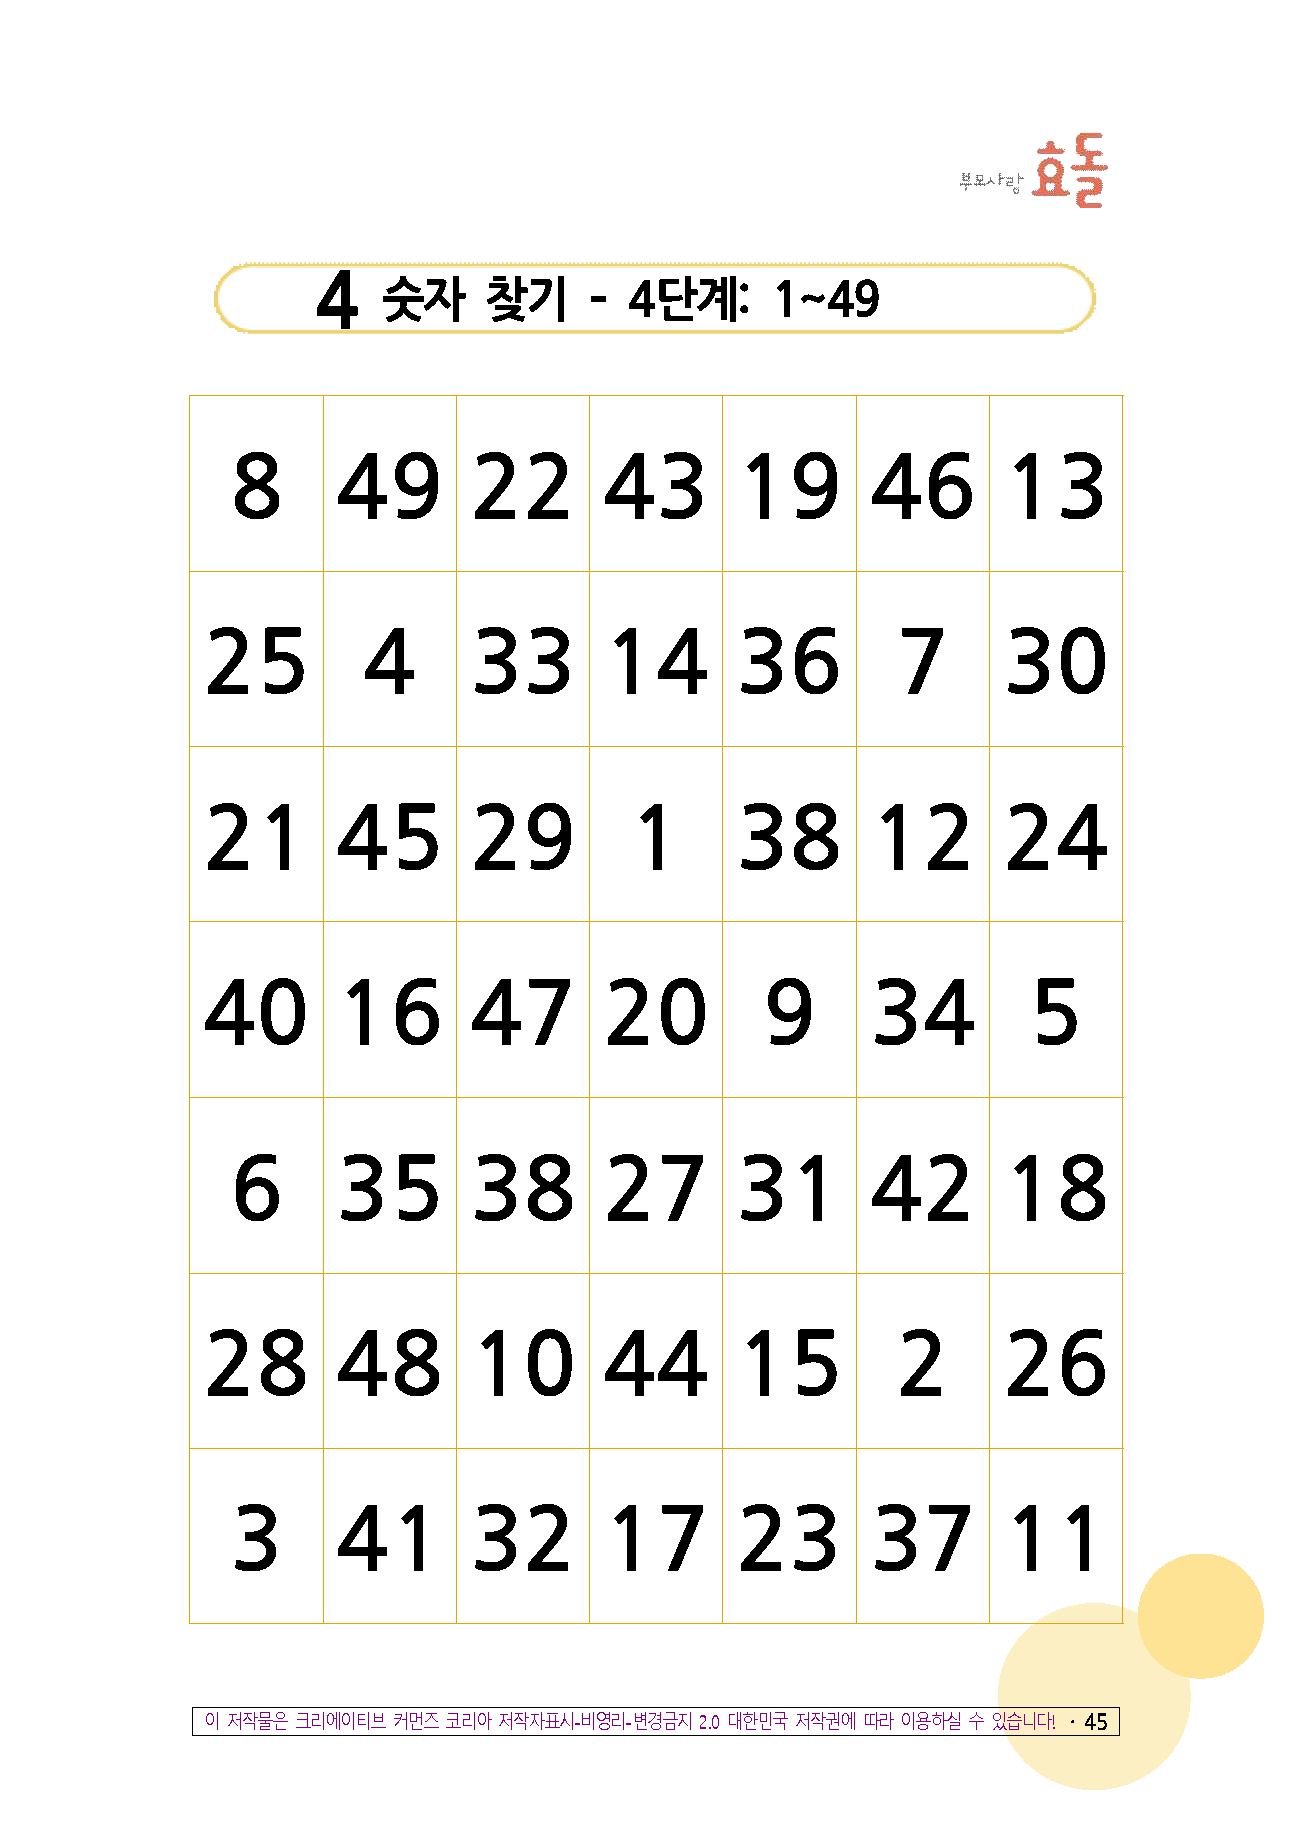 부모사랑 효돌
4 숫자 찾기 - 4단계: 1~49
8 49 22 43 19 46 13
25 4 33 14 36 7 30
21 45 29 1 38 12 24
40 16 47 20 9 34 5
6 35 38 27 31 42 18
28 48 10 44 15 2 26
3 41 32 17 23 37 11
이 저작물은 크리에이티브 커먼즈 코리아 저작자표시-비영리-변경금지 2.0 대한민국 저작권에 따라 이용하실 수 있습니다! · 45